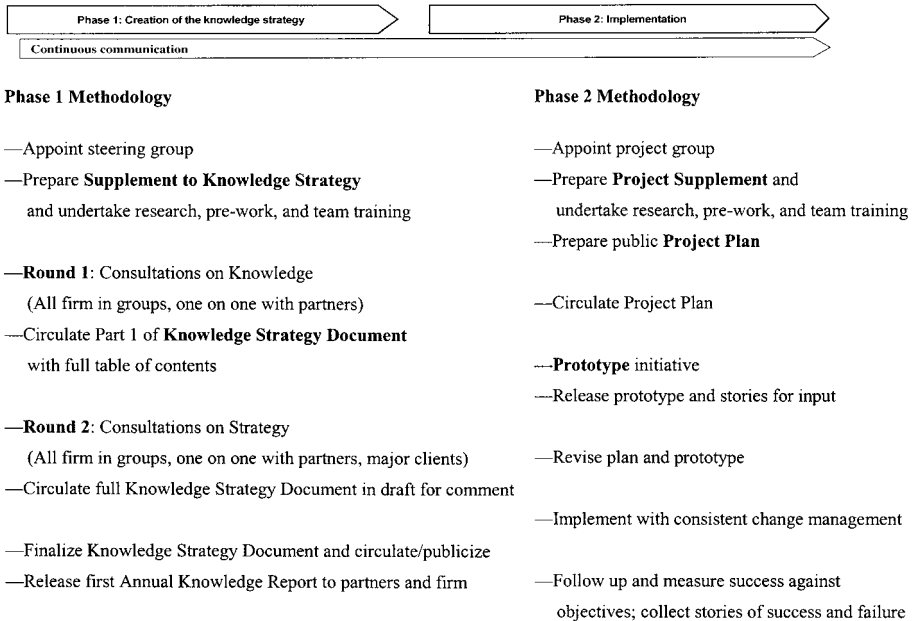 Phase 1: Creation of the knowledge strategy
Phase 2: Implementation
Continuous communication
Phase 1 Methodology
—Appoint steering group
—Prepare Supplement to Knowledge Strategy
and undertake research, pre-work, and team training
—Round 1: Consultations on Knowledge
(All firm in groups, one on one with partners)
—Circulate Part 1 of Knowledge Strategy Document
with full table of contents
—Round 2: Consultations on Strategy
(All firm in groups, one on one with partners, major clients)
—Circulate full Knowledge Strategy Document in draft for comment
—Finalize Knowledge Strategy Document and circulate/publicize
—Release first Annual Knowledge Report to partners and firm
Phase 2 Methodology
—Appoint project group
—Prepare Project Supplement and
undertake research, pre-work, and team training
—Prepare public Project Plan
—Circulate Project Plan
—Prototype initiative
—Release prototype and stories for input
—Revise plan and prototype
—Implement with consistent change management
—Follow up and measure success against
objectives; collect stories of success and failure